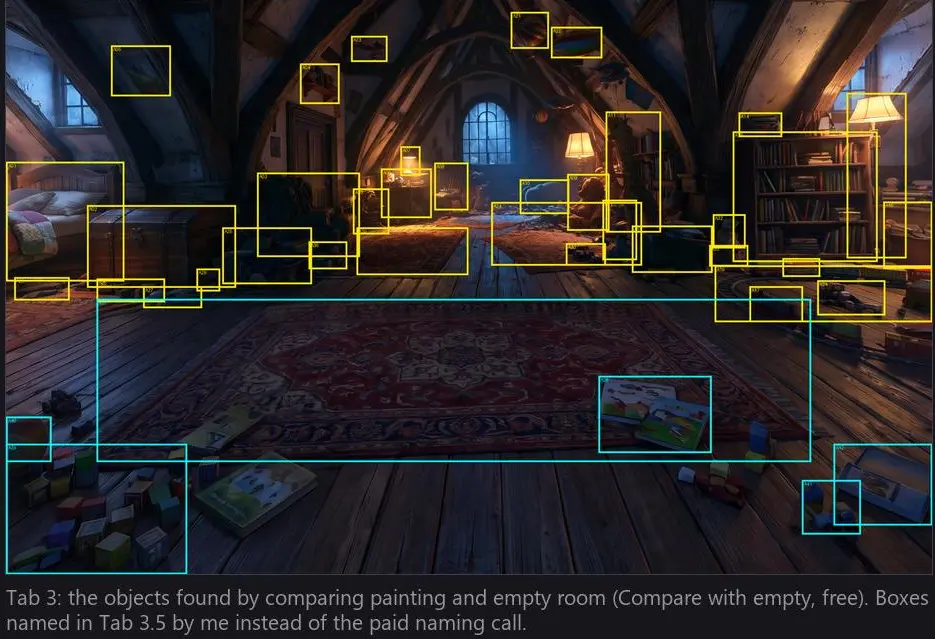 Tab 3: the objects found by comparing painting and empty room (Compare with empty, free). Boxes
named in Tab 3.5 by me instead of the paid naming call.